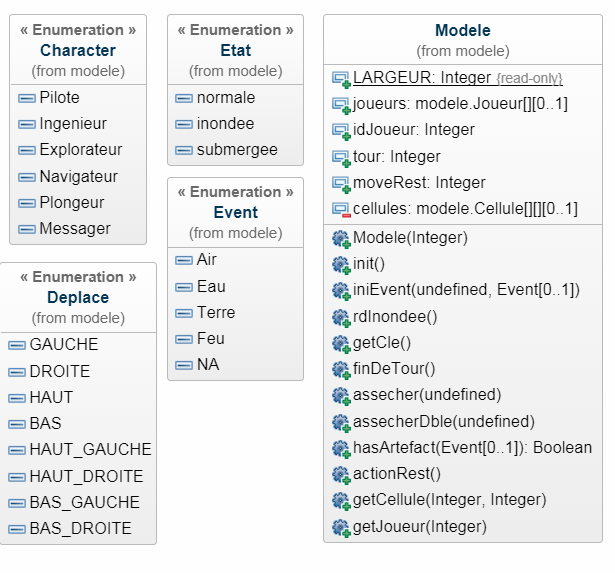 « Enumeration »
Character
(from modele)
Pilote
Ingenieur
Explorateur
Navigateur
Plongeur
Messager
« Enumeration »
Etat
(from modele)
normale
inondee
submergee
« Enumeration »
Event
(from modele)
Air
Eau
Terre
Feu
NA
« Enumeration »
Deplace
(from modele)
GAUCHE
DROITE
HAUT
BAS
HAUT_GAUCHE
HAUT_DROITE
BAS_GAUCHE
BAS_DROITE
Modele
(from modele)
LARGEUR: Integer {read-only}
joueurs: modele.Joueur[][0..1]
idJoueur: Integer
tour: Integer
moveRest: Integer
cellules: modele.Cellule[][][0..1]
Modele(Integer)
init()
iniEvent(undefined, Event[0..1])
rdInondee()
getCle()
finDeTour()
assecher(undefined)
assecherDble(undefined)
hasArtefact(Event[0..1]): Boolean
actionRest()
getCellule(Integer, Integer)
getJoueur(Integer)